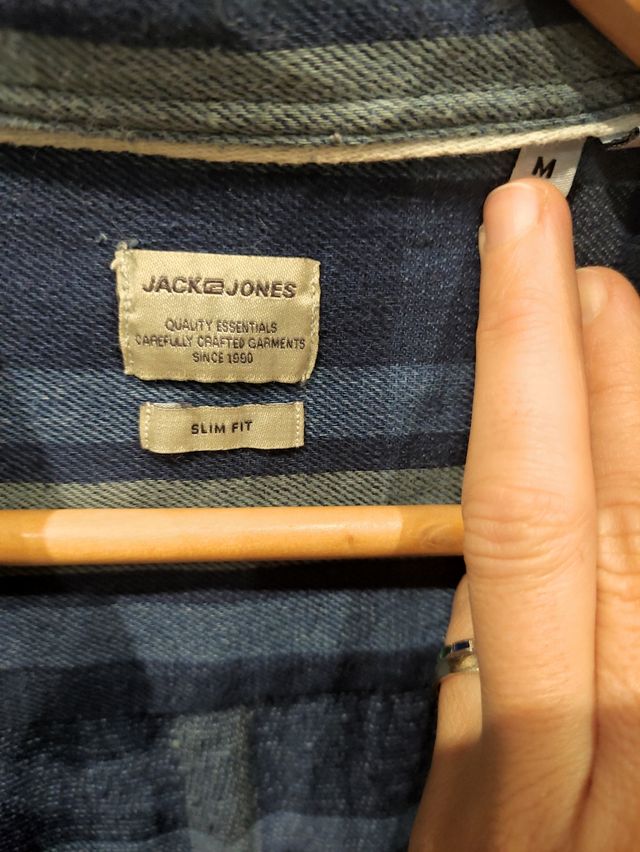 M
JACK JONES
QUALITY ESSENTIALS
CAREFULLY CRAFTED GARMENTS
SINCE 1990
SLIM FIT